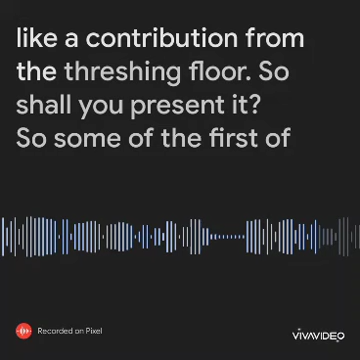 like a contribution from
the threshing floor. So
shall you present it?
So some of the first of
Recorded on Pixel
VIVAVIDEO